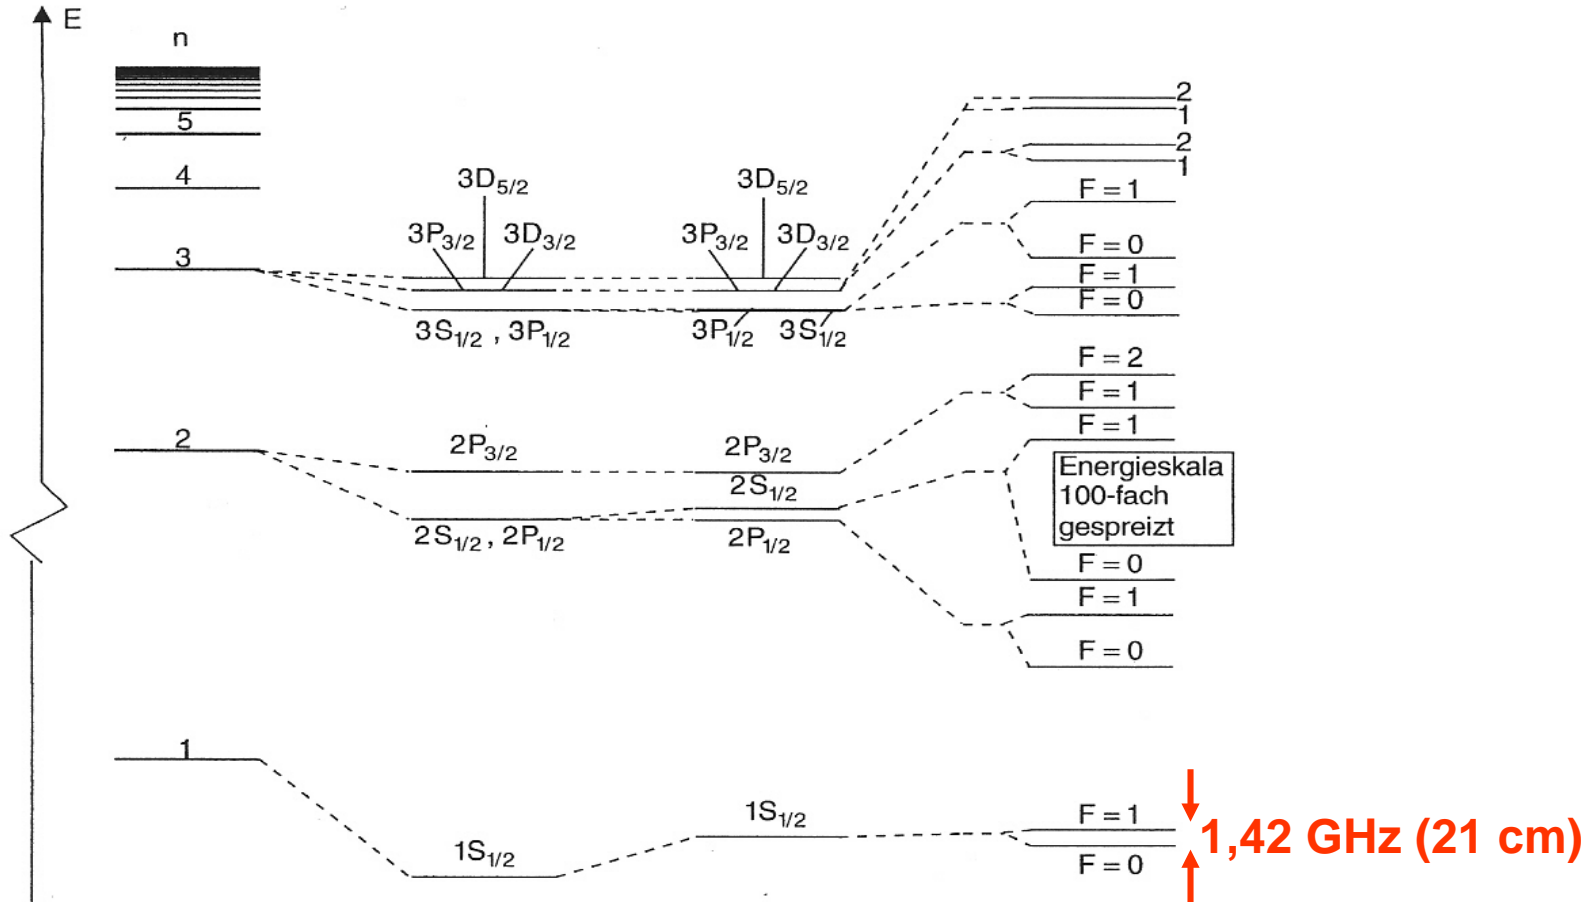 E
n
5
4
3
2
1
3D5/2
3P3/2 3D3/2
3S1/2 , 3P1/2
2P3/2
2S1/2 , 2P1/2
1S1/2
3D5/2
3P3/2 3D3/2
3P1/2 3S1/2
2P3/2
2S1/2
2P1/2
1S1/2
2
1
2
1
F = 1
F = 0
F = 1
F = 0
F = 2
F = 1
F = 1
Energieskala
100-fach
gespreizt
F = 0
F = 1
F = 0
F = 1
F = 0
1,42 GHz (21 cm)